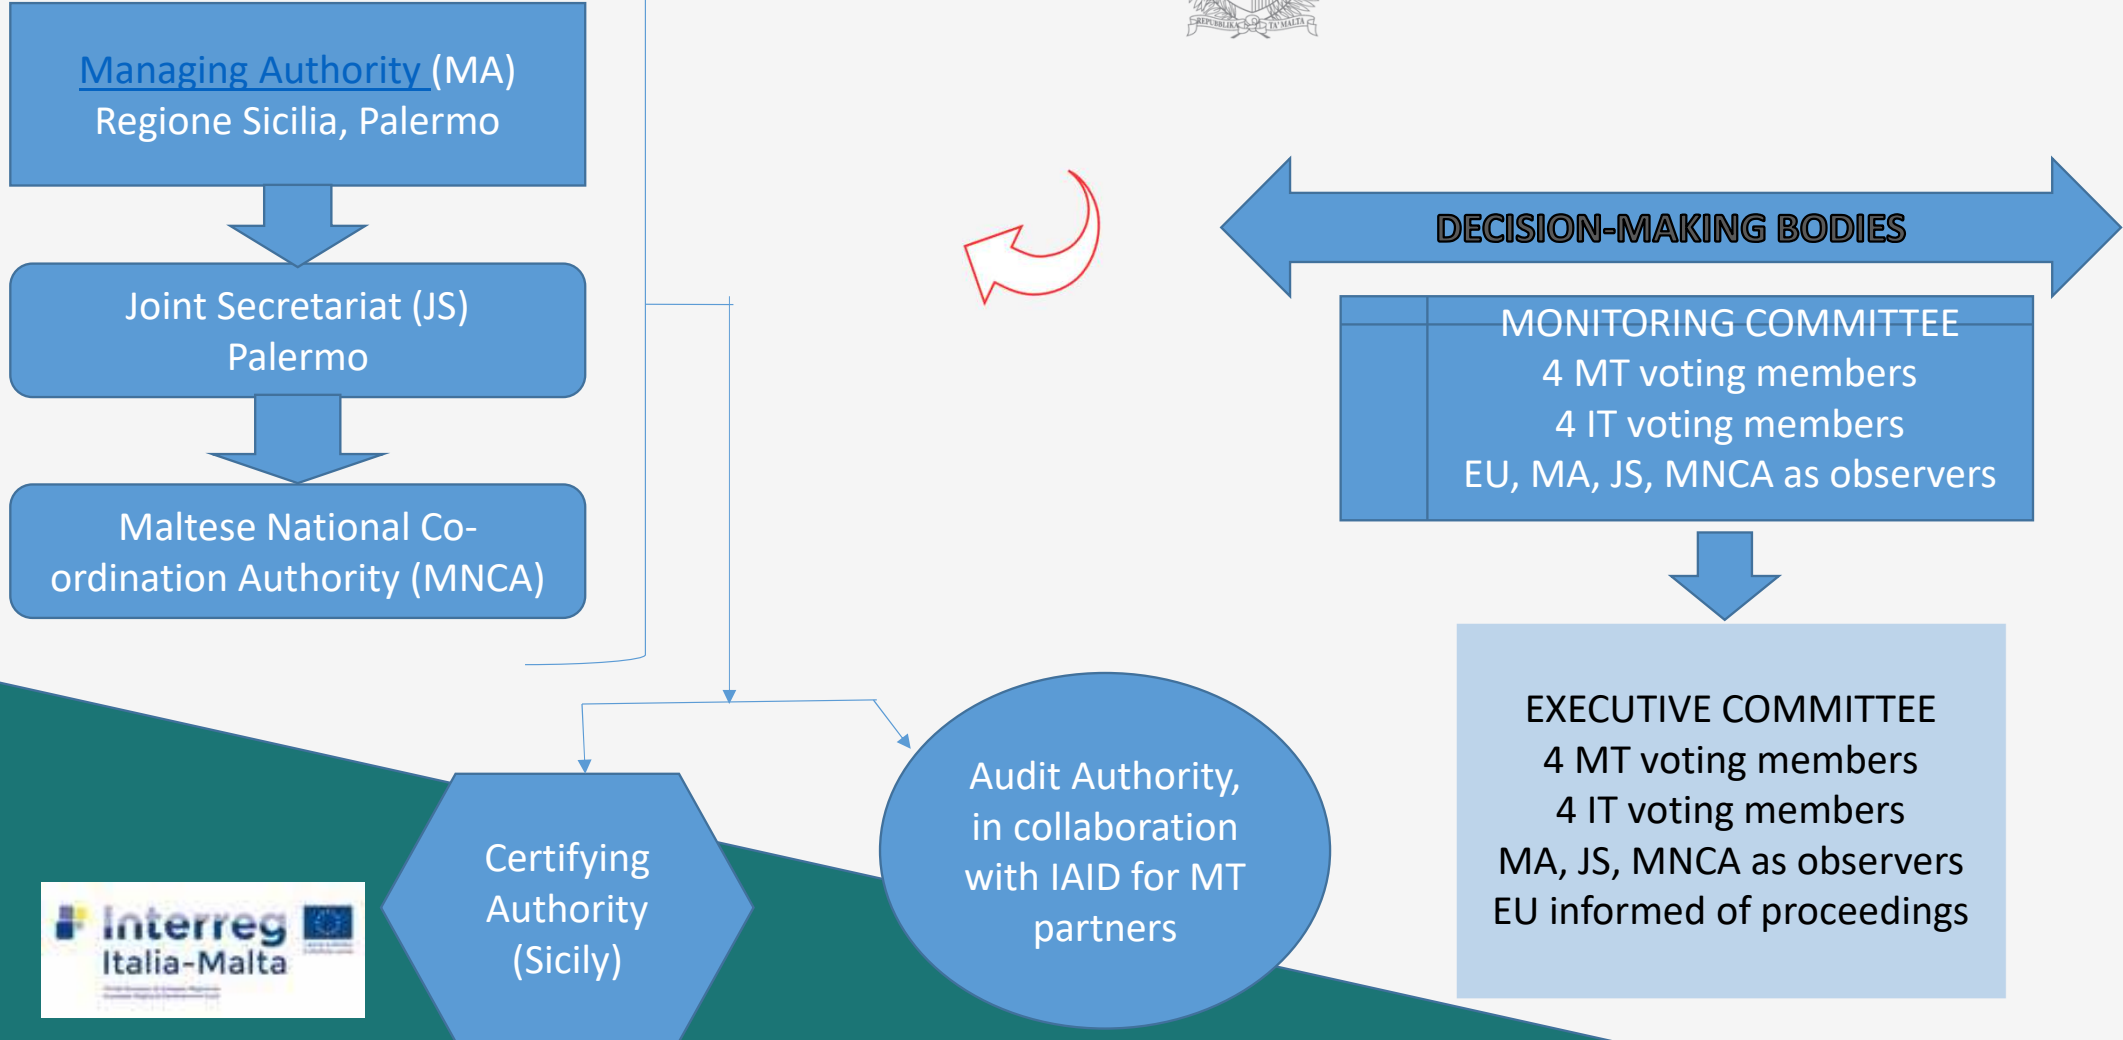 REPUBBLIKA TA' MALTA
Managing Authority (MA)
Regione Sicilia, Palermo
Joint Secretariat (JS)
Palermo
Maltese National Co-
ordination Authority (MNCA)
DECISION-MAKING BODIES
MONITORING COMMITTEE
4 MT voting members
4 IT voting members
EU, MA, JS, MNCA as observers
EXECUTIVE COMMITTEE
4 MT voting members
4 IT voting members
MA, JS, MNCA as observers
EU informed of proceedings
Certifying
Authority
(Sicily)
Audit Authority,
in collaboration
with IAID for MT
partners
Interreg
Italia-Malta